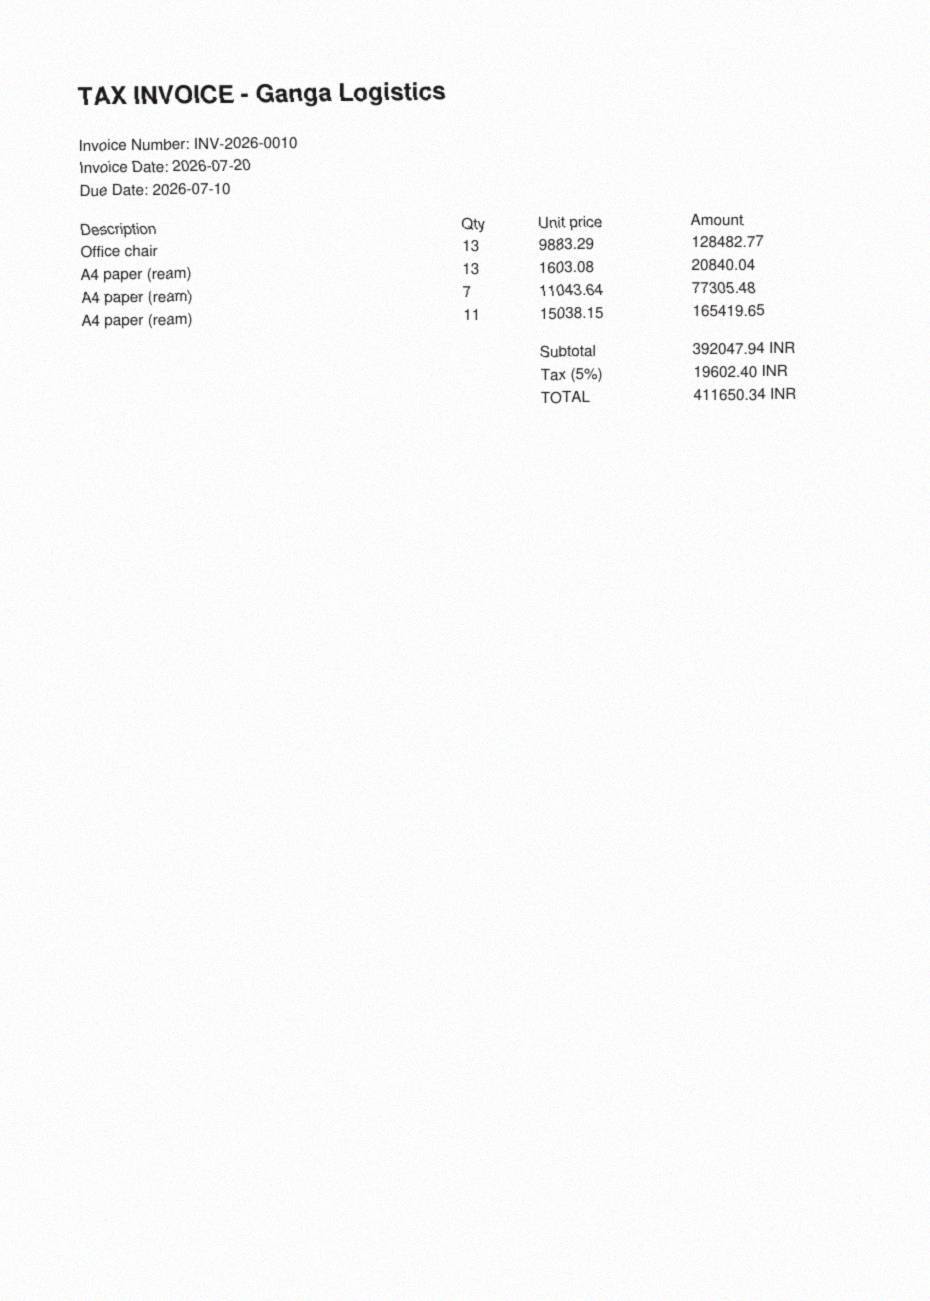 TAX INVOICE - Ganga Logistics
Invoice Number: INV-2026-0010
Invoice Date: 2026-07-20
Due Date: 2026-07-10
Description Qty Unit price Amount
Office chair 13 9883.29 128482.77
A4 paper (ream) 13 1603.08 20840.04
A4 paper (ream) 7 11043.64 77305.48
A4 paper (ream) 11 15038.15 165419.65
Subtotal 392047.94 INR
Tax (5%) 19602.40 INR
TOTAL 411650.34 INR